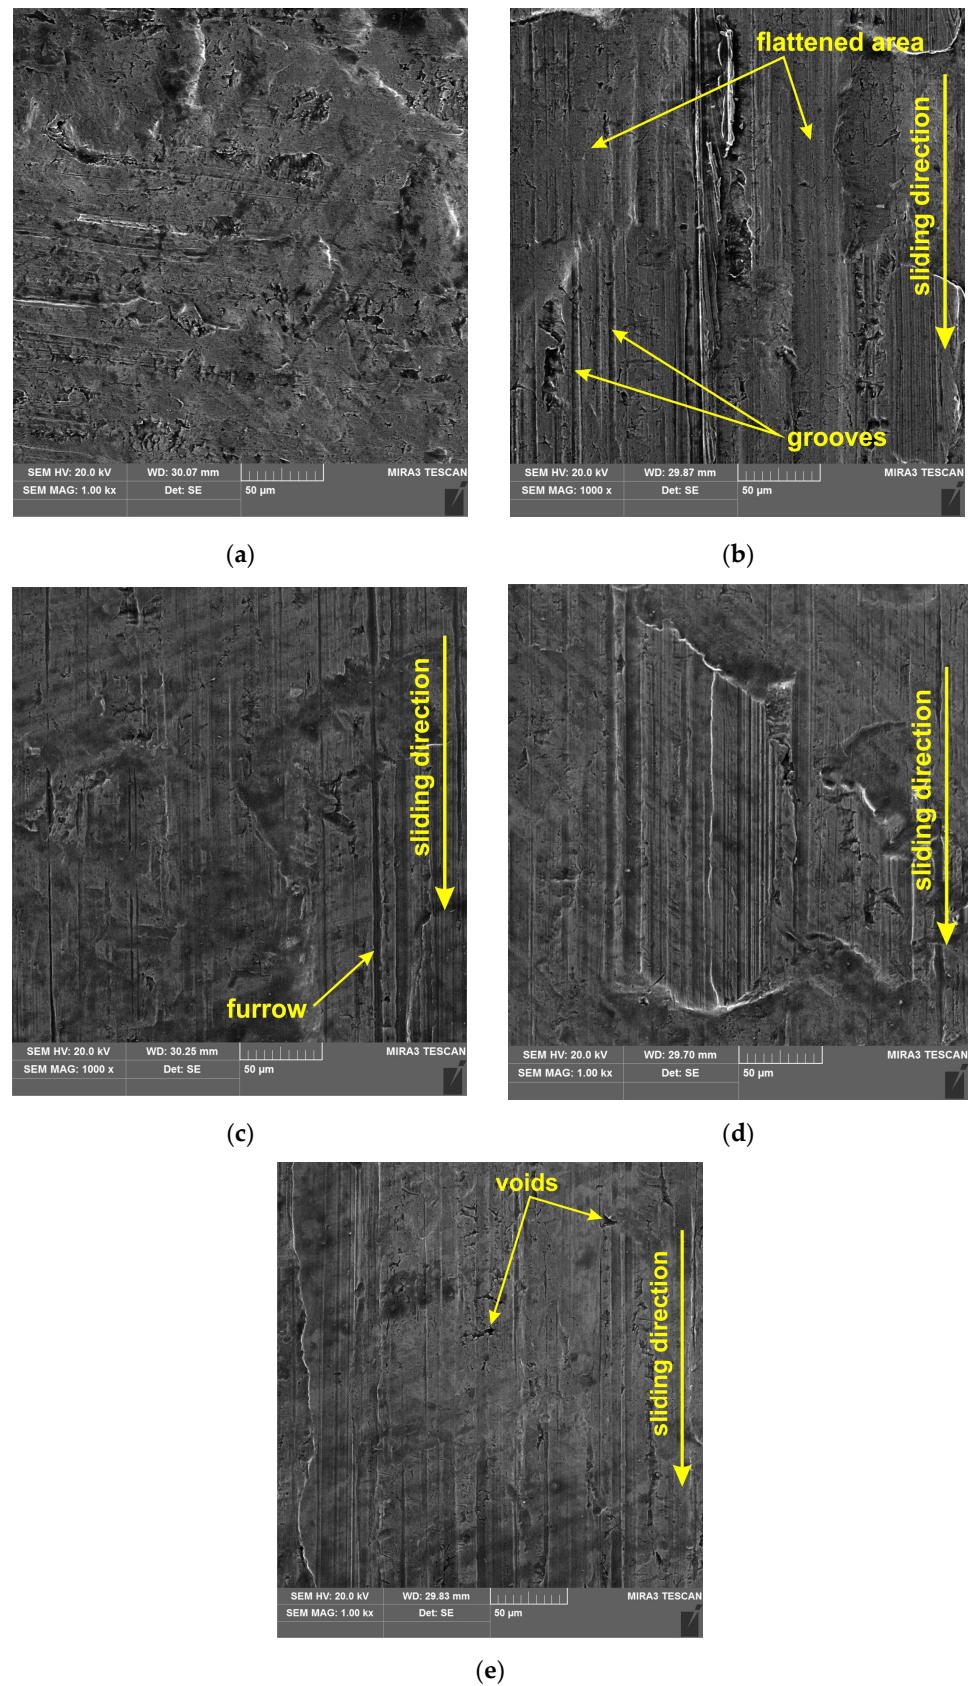 flattened area
sliding direction
grooves
SEM HV: 20.0 kV WD: 30.07 mm MIRA3 TESCAN
SEM MAG: 1.00 kx Det: SE 50 µm
SEM HV: 20.0 kV WD: 29.87 mm MIRA3 TESCAN
SEM MAG: 1000 x Det: SE 50 µm
(a)
(b)
sliding direction
furrow
sliding direction
SEM HV: 20.0 kV WD: 30.25 mm MIRA3 TESCAN
SEM MAG: 1000 x Det: SE 50 µm
SEM HV: 20.0 kV WD: 29.70 mm MIRA3 TESCAN
SEM MAG: 1.00 kx Det: SE 50 µm
(c)
(d)
voids
sliding direction
SEM HV: 20.0 kV WD: 29.83 mm MIRA3 TESCAN
SEM MAG: 1.00 kx Det: SE 50 µm
(e)